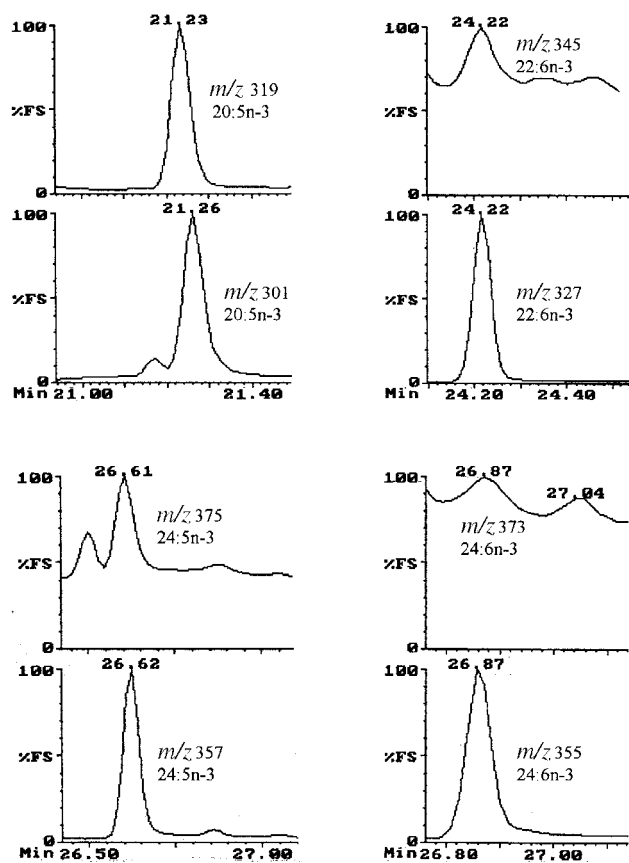 21.23
100
%FS
0
m/z 319
20:5n-3
21.26
100
%FS
0
m/z 301
20:5n-3
Min 21.00 21.40
24.22
100
%FS
0
m/z 345
22:6n-3
24.22
100
%FS
0
m/z 327
22:6n-3
Min 24.20 24.40
26.61
100
%FS
0
m/z 375
24:5n-3
26.62
100
%FS
0
m/z 357
24:5n-3
Min 26.50 27.00
26.87
27.04
100
%FS
0
m/z 373
24:6n-3
26.87
100
%FS
0
m/z 355
24:6n-3
Min 26.80 27.00